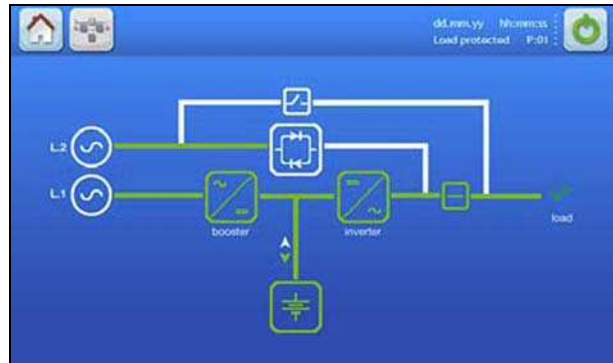 dd.mm.yy hh:mm:ss
Load protected P:01
L2
L1
booster
inverter
load